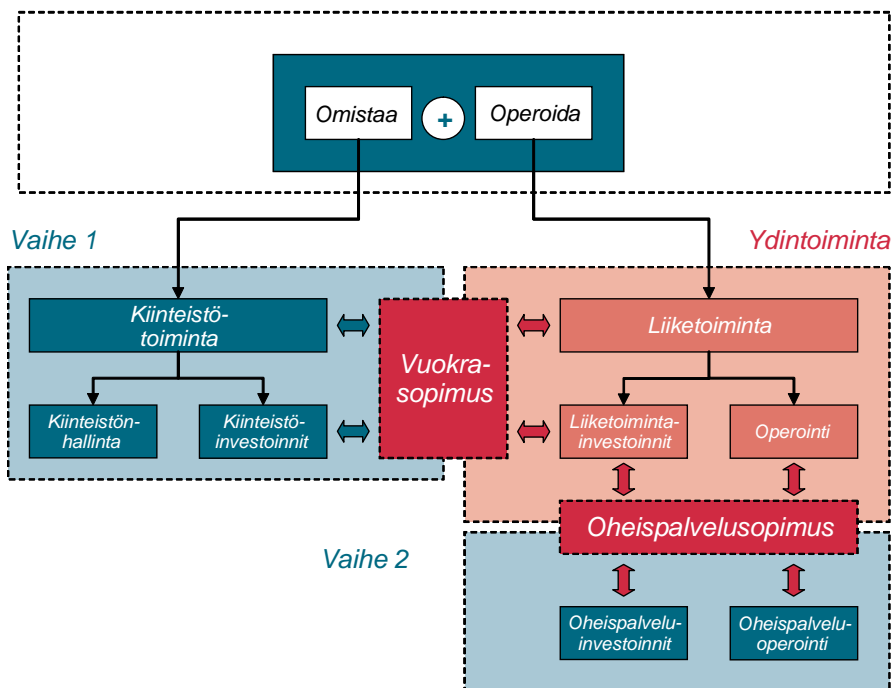 Omistaa
+
Operoida
Vaihe 1
Ydintoiminta
Kiinteistö-
toiminta
Vuokra-
sopimus
Liiketoiminta
Kiinteistön-
hallinta
Kiinteistö-
investoinnit
Liiketoiminta-
investoinnit
Operointi
Oheispalvelusopimus
Vaihe 2
Oheispalvelu-
investoinnit
Oheispalvelu-
operointi